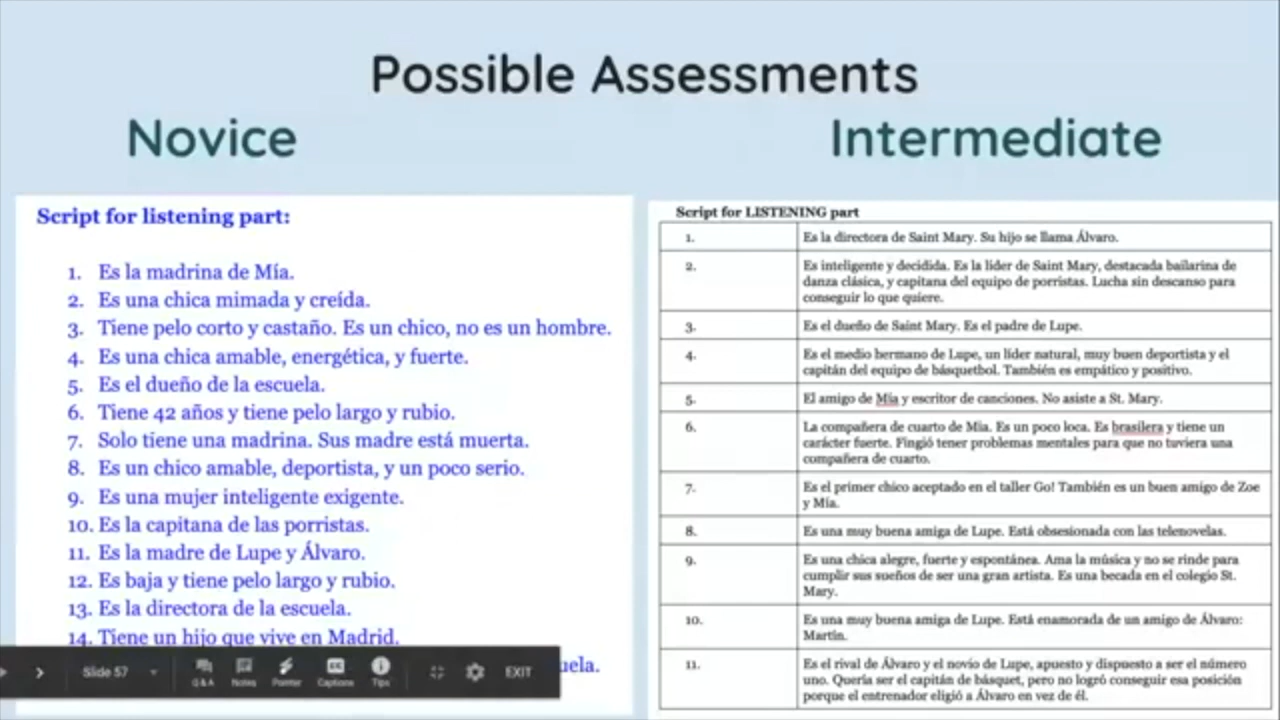 Possible Assessments
Novice
Intermediate
Script for listening part:
1. Es la madrina de Mía.
2. Es una chica mimada y creída.
3. Tiene pelo corto y castaño. Es un chico, no es un hombre.
4. Es una chica amable, energética, y fuerte.
5. Es el dueño de la escuela.
6. Tiene 42 años y tiene pelo largo y rubio.
7. Solo tiene una madrina. Sus madre está muerta.
8. Es un chico amable, deportista, y un poco serio.
9. Es una mujer inteligente exigente.
10. Es la capitana de las porristas.
11. Es la madre de Lupe y Álvaro.
12. Es baja y tiene pelo largo y rubio.
13. Es la directora de la escuela.
14. Tiene un hijo que vive en Madrid.
uela.
Script for LISTENING part
1. Es la directora de Saint Mary. Su hijo se llama Álvaro.
2. Es inteligente y decidida. Es la líder de Saint Mary, destacada bailarina de
danza clásica, y capitana del equipo de porristas. Lucha sin descanso para
conseguir lo que quiere.
3. Es el dueño de Saint Mary. Es el padre de Lupe.
4. Es el medio hermano de Lupe, un líder natural, muy buen deportista y el
capitán del equipo de básquetbol. También es empático y positivo.
5. El amigo de Mía y escritor de canciones. No asiste a St. Mary.
6. La compañera de cuarto de Mía. Es un poco loca. Es brasilera y tiene un
carácter fuerte. Fingió tener problemas mentales para que no tuviera una
compañera de cuarto.
7. Es el primer chico aceptado en el taller Go! También es un buen amigo de Zoe
y Mía.
8. Es una muy buena amiga de Lupe. Está obsesionada con las telenovelas.
9. Es una chica alegre, fuerte y espontánea. Ama la música y no se rinde para
cumplir sus sueños de ser una gran artista. Es una becada en el colegio St.
Mary.
10. Es una muy buena amiga de Lupe. Está enamorada de un amigo de Álvaro:
Martin.
11. Es el rival de Álvaro y el novio de Lupe, apuesto y dispuesto a ser el número
uno. Quería ser el capitán de básquet, pero no logró conseguir esa posición
porque el entrenador eligió a Álvaro en vez de él.
Slide 57
Q&A
Notes
Pointer
CC
Captions
Tips
EXIT